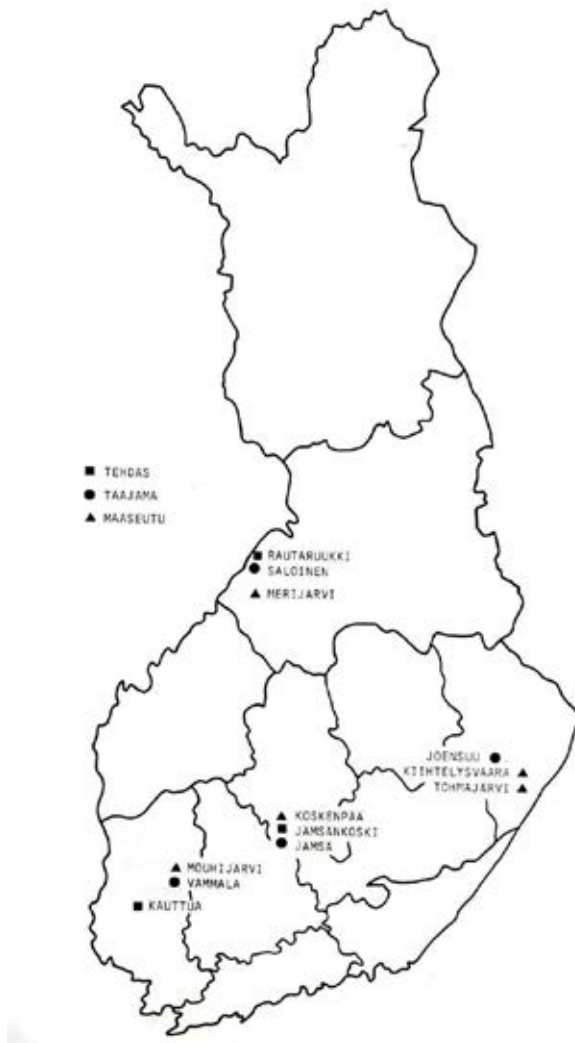 TEHDAS
TAAJAMA
MAASEUTU
RAUTARUUKKI
SALOINEN
MERIJARVI
JOENSUU
KIIHTELYSVAARA
TOHMAJARVI
KOSKENPAA
JAMSANKOSKI
JAMSA
MOUHIJARVI
VAMMALA
KAUTTUA